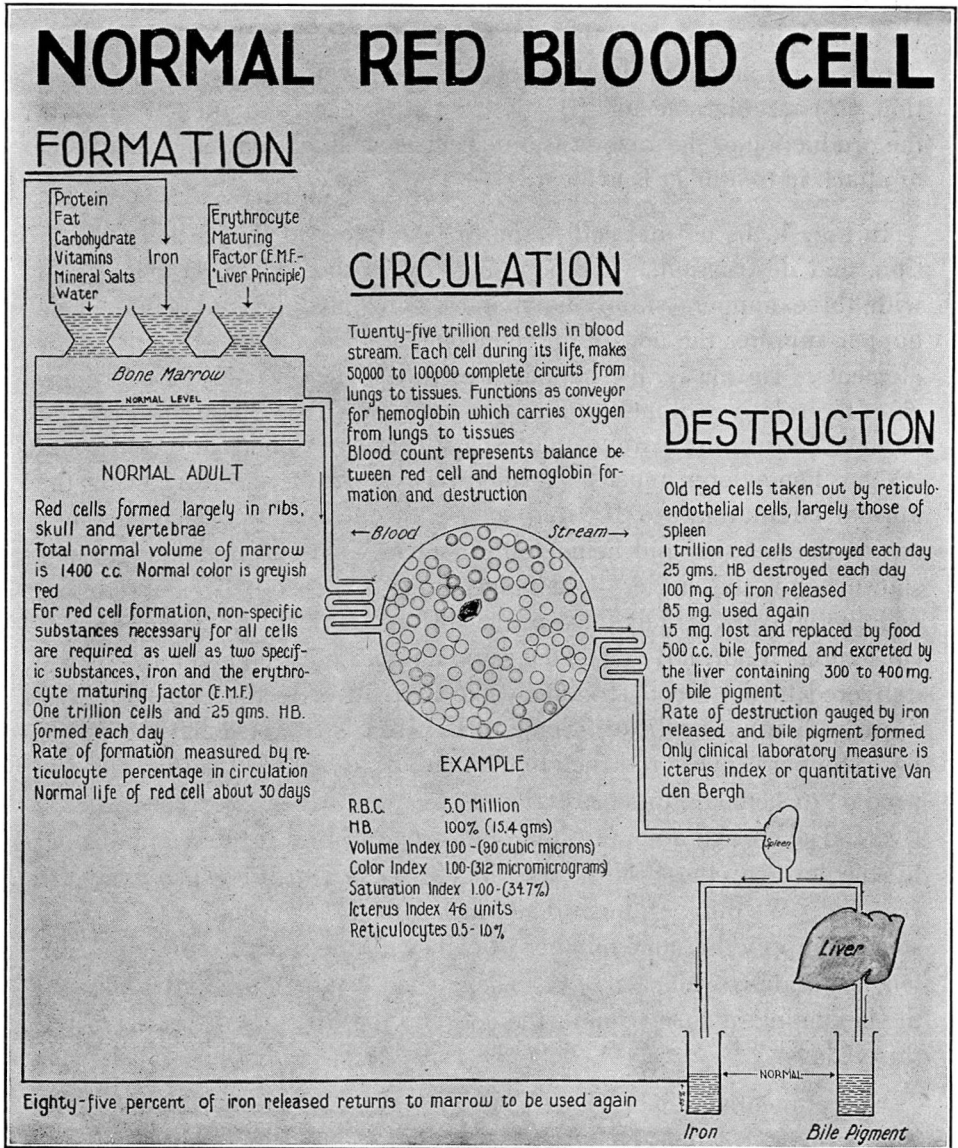 NORMAL RED BLOOD CELL
FORMATION
Protein
Fat
Carbohydrate
Vitamins
Mineral Salts
Water
Iron
Erythrocyte
Maturing
Factor (E.M.F.-
"Liver Principle")
Bone Marrow
NORMAL LEVEL
NORMAL ADULT
Red cells formed largely in ribs,
skull and vertebrae
Total normal volume of marrow
is 1400 c.c. Normal color is greyish
red
For red cell formation, non-specific
substances necessary for all cells
are required as well as two specif-
ic substances, iron and the erythro-
cyte maturing factor (E.M.F.)
One trillion cells and 25 gms. HB.
formed each day
Rate of formation measured by re-
ticulocyte percentage in circulation
Normal life of red cell about 30 days
CIRCULATION
Twenty-five trillion red cells in blood
stream. Each cell during its life, makes
50,000 to 100,000 complete circuits from
lungs to tissues. Functions as conveyor
for hemoglobin which carries oxygen
from lungs to tissues
Blood count represents balance be-
tween red cell and hemoglobin for-
mation and destruction
Blood Stream
EXAMPLE
R.B.C. 5.0 Million
HB. 100% (15.4 gms)
Volume Index 1.00 - (90 cubic microns)
Color Index 1.00-(31.2 micromicrograms)
Saturation Index 1.00-(34.7%)
Icterus Index 4-6 units
Reticulocytes 0.5 - 1.0%
DESTRUCTION
Old red cells taken out by reticulo-
endothelial cells, largely those of
spleen
1 trillion red cells destroyed each day
25 gms. HB destroyed each day
100 mg. of iron released
85 mg. used again
15 mg. lost and replaced by food
500 c.c. bile formed and excreted by
the liver containing 300 to 400 mg.
of bile pigment
Rate of destruction gauged by iron
released and bile pigment formed
Only clinical laboratory measure is
icterus index or quantitative Van
den Bergh
Spleen
Liver
NORMAL
Eighty-five percent of iron released returns to marrow to be used again
Iron
Bile Pigment